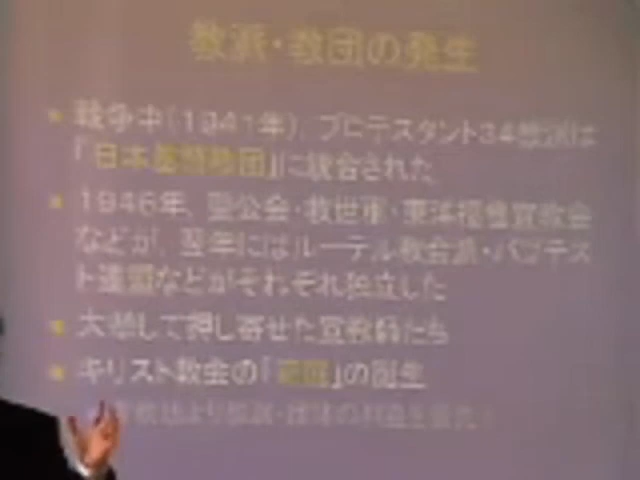 教派・教団の発生
戦争中(1941年)、プロテスタント34教派は
「日本基督教団」に統合された
1946年、聖公会・救世軍・東洋宣教会
などが、翌年にはルーテル教会派・バプテス
ト連盟などがそれぞれ独立した
大挙して押し寄せた宣教師たち
キリスト教会の「」の誕生